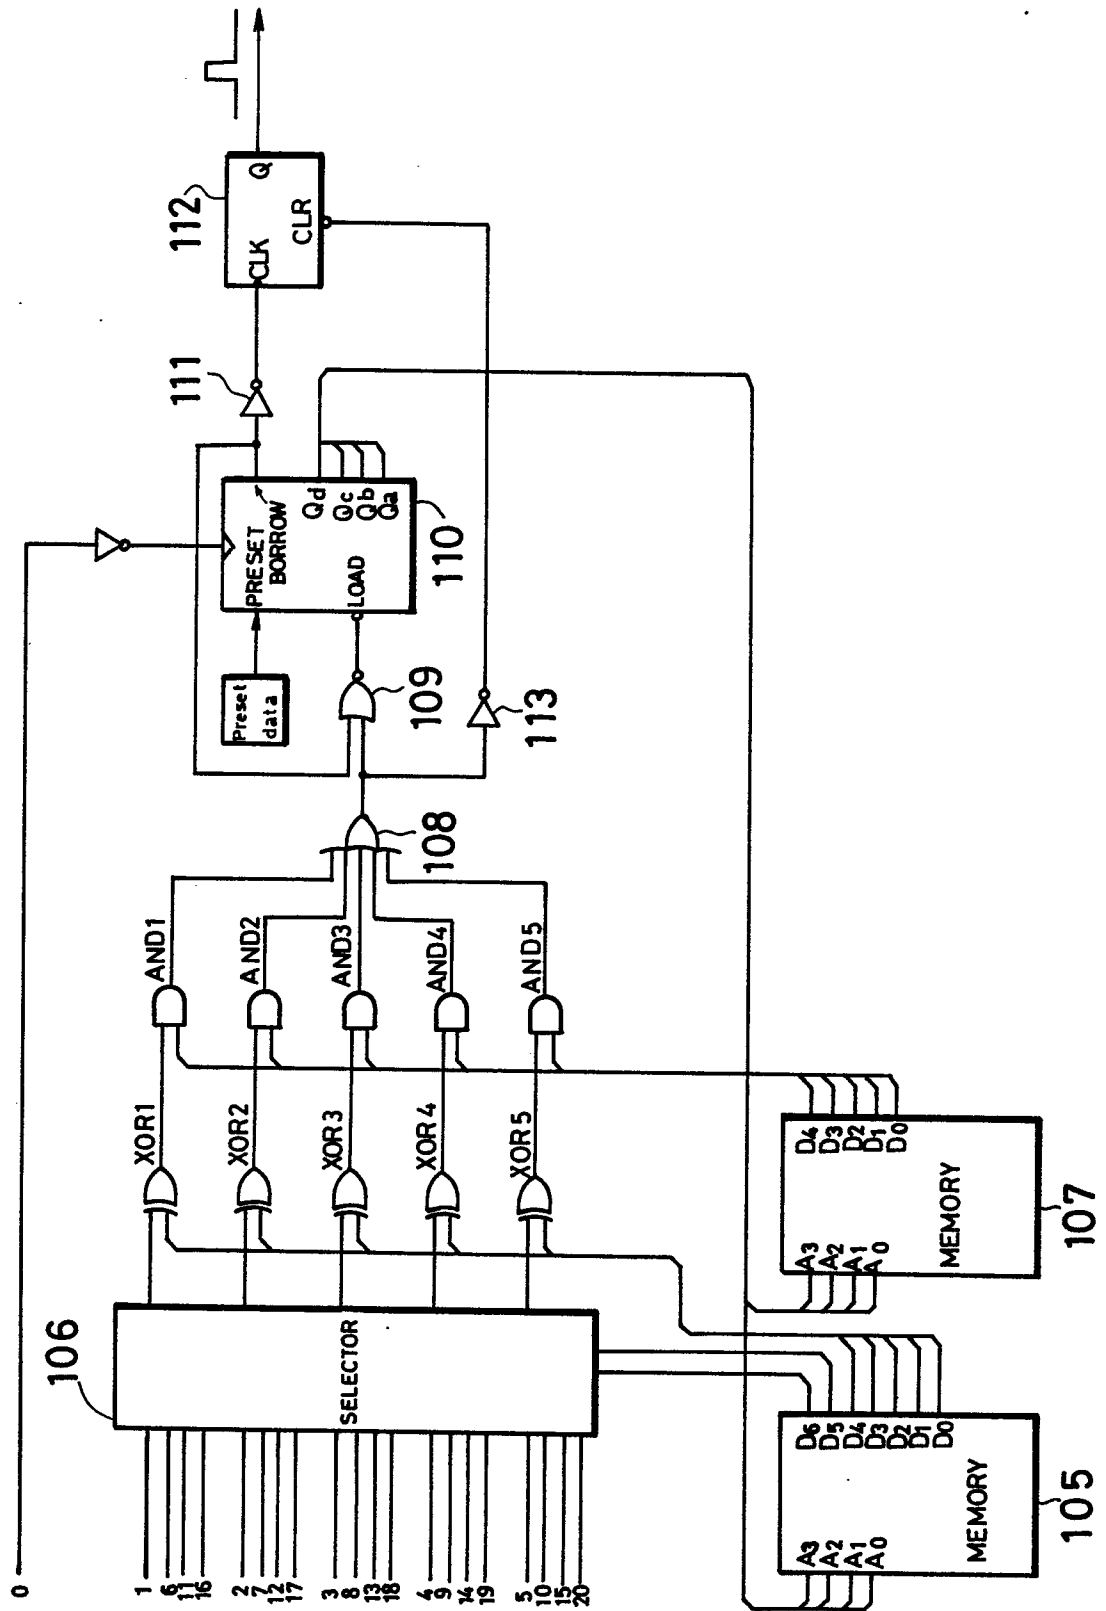 0
1
6
11
16
2
7
12
17
3
8
13
18
4
9
14
19
5
10
15
20
106
SELECTOR
XOR1
XOR2
XOR3
XOR4
XOR5
AND1
AND2
AND3
AND4
AND5
108
109
113
Preset
data
PRESET
BORROW
LOAD
Qd
Qc
Qb
Qa
110
111
112
CLK
Q
CLR
A3
A2
A1
A0
MEMORY
D6
D5
D4
D3
D2
D1
D0
105
A3
A2
A1
A0
MEMORY
D4
D3
D2
D1
D0
107